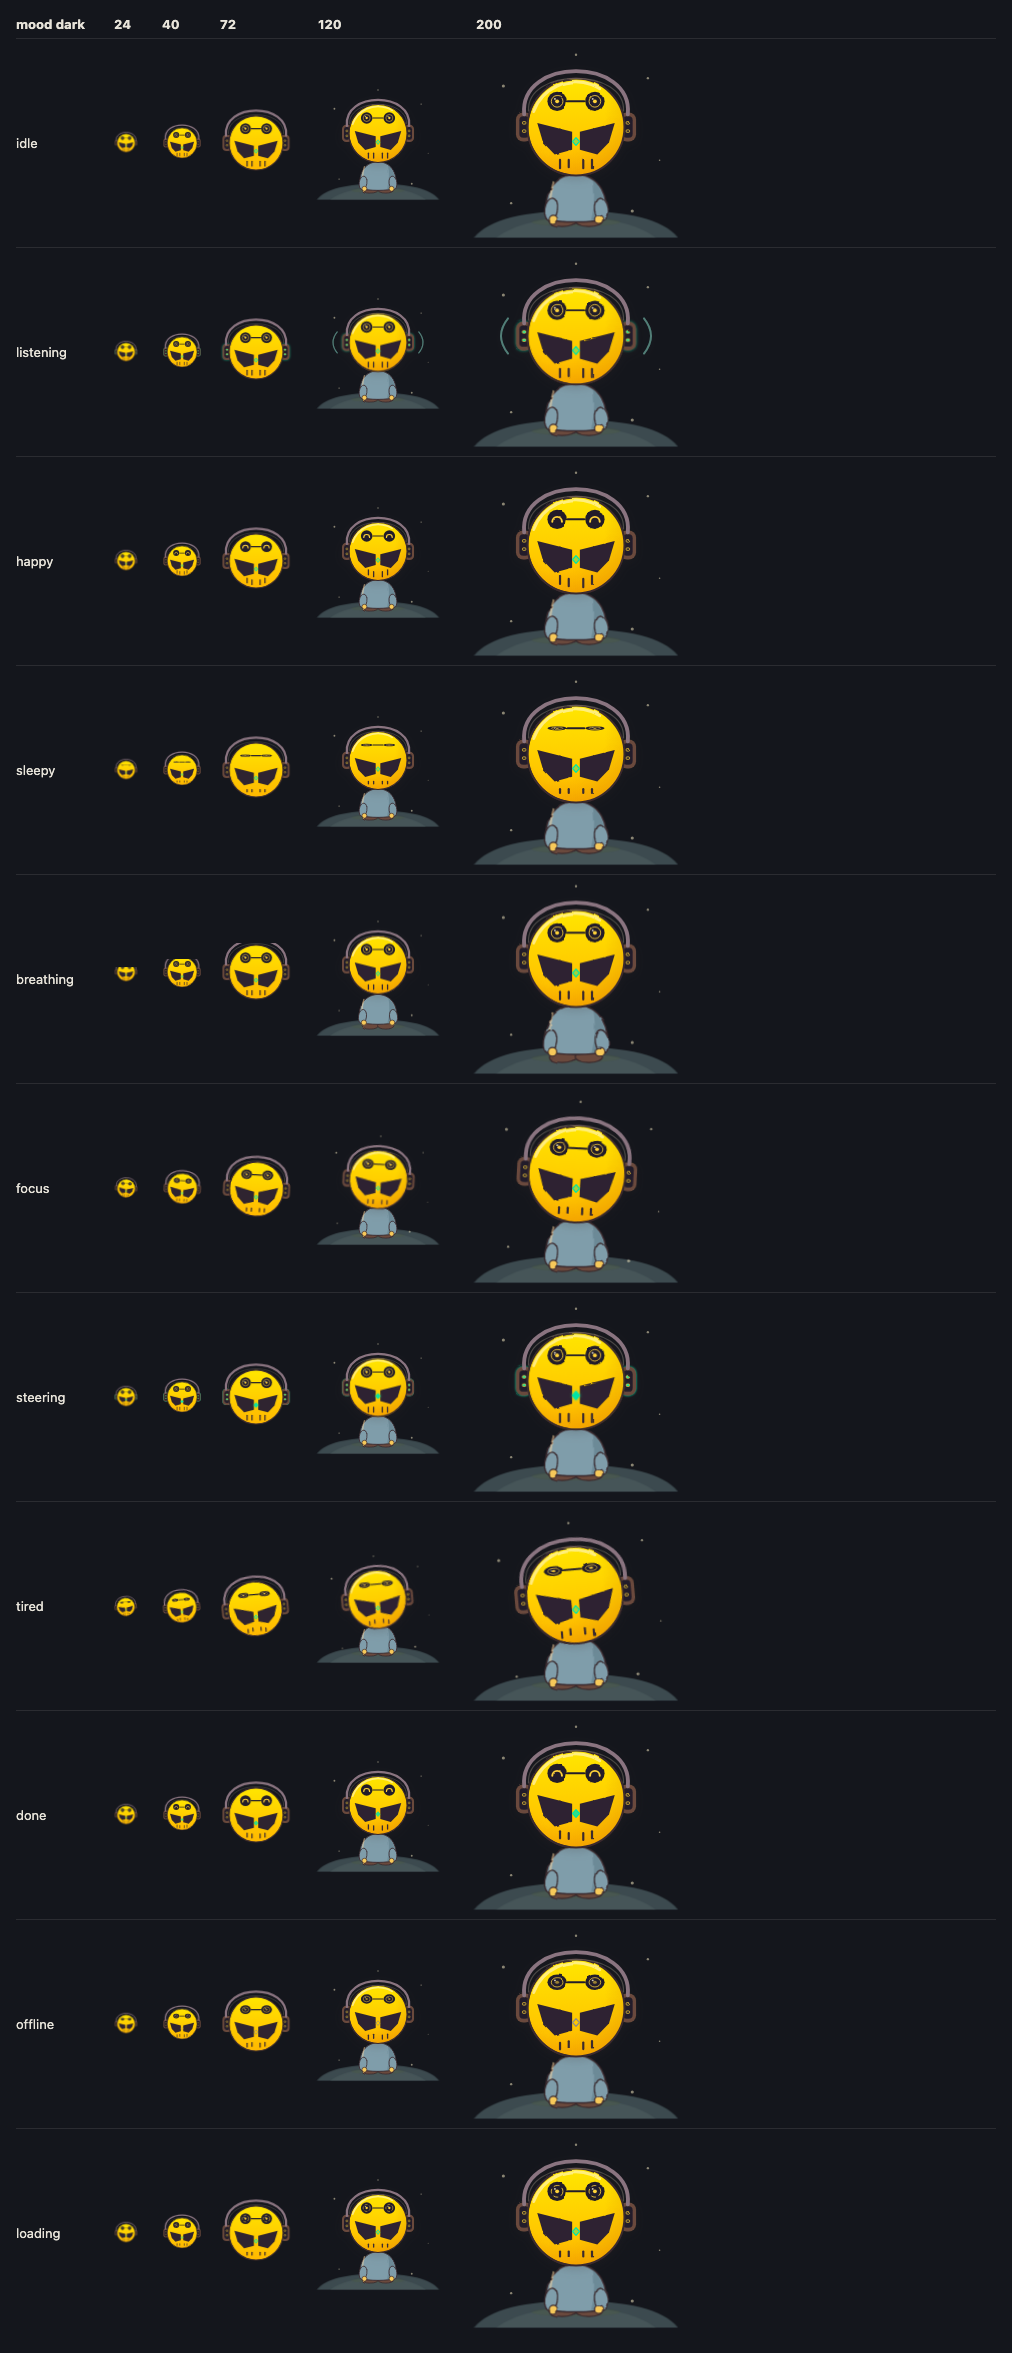 mood dark 24 40 72 120 200
idle
listening
happy
sleepy
breathing
focus
steering
tired
done
offline
loading